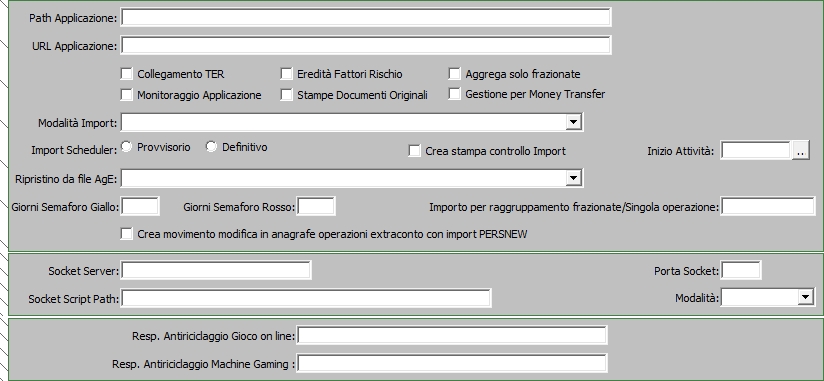 Path Applicazione:
URL Applicazione:
Collegamento TER Eredità Fattori Rischio Aggrega solo frazionate
Monitoraggio Applicazione Stampe Documenti Originali Gestione per Money Transfer
Modalità Import:
Import Scheduler: Provvisorio Definitivo Crea stampa controllo Import Inizio Attività: ..
Ripristino da file AgE:
Giorni Semaforo Giallo: Giorni Semaforo Rosso: Importo per raggruppamento frazionate/Singola operazione:
Crea movimento modifica in anagrafe operazioni extraconto con import PERSNEW
Socket Server: Porta Socket:
Socket Script Path: Modalità:
Resp. Antiriciclaggio Gioco on line:
Resp. Antiriciclaggio Machine Gaming :